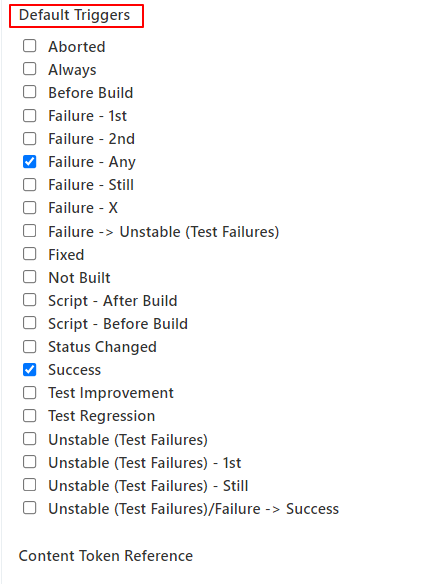 Default Triggers
Aborted
Always
Before Build
Failure - 1st
Failure - 2nd
Failure - Any
Failure - Still
Failure - X
Failure -> Unstable (Test Failures)
Fixed
Not Built
Script - After Build
Script - Before Build
Status Changed
Success
Test Improvement
Test Regression
Unstable (Test Failures)
Unstable (Test Failures) - 1st
Unstable (Test Failures) - Still
Unstable (Test Failures)/Failure -> Success
Content Token Reference